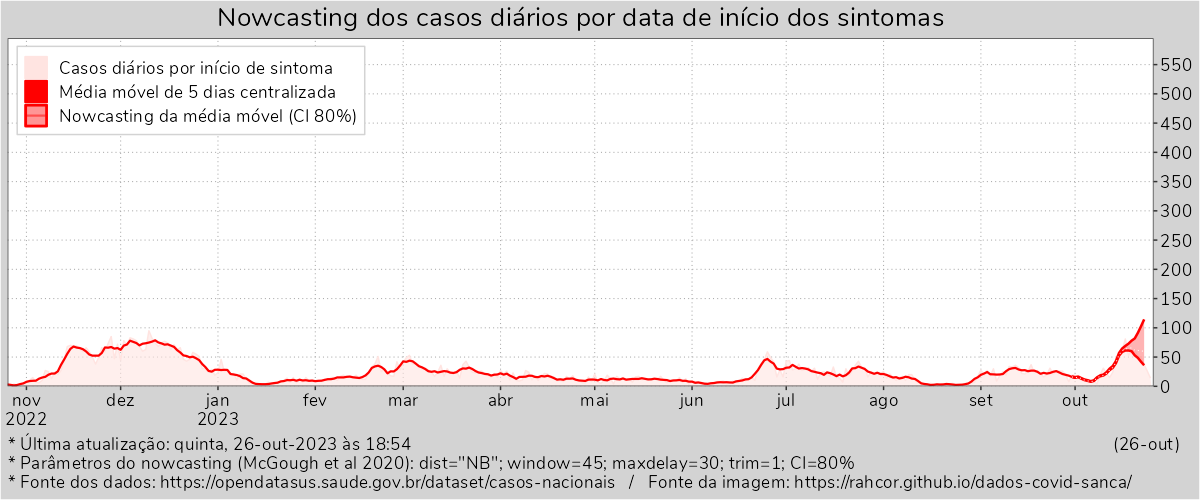 Nowcasting dos casos diários por data de início dos sintomas
Casos diários por início de sintoma
Média móvel de 5 dias centralizada
Nowcasting da média móvel (CI 80%)
550
500
450
400
350
300
250
200
150
100
50
0
nov dez jan fev mar abr mai jun jul ago set out
2022 2023
* Última atualização: quinta, 26-out-2023 às 18:54 (26-out)
* Parâmetros do nowcasting (McGough et al 2020): dist="NB"; window=45; maxdelay=30; trim=1; CI=80%
* Fonte dos dados: https://opendatasus.saude.gov.br/dataset/casos-nacionais / Fonte da imagem: https://rahcor.github.io/dados-covid-sanca/